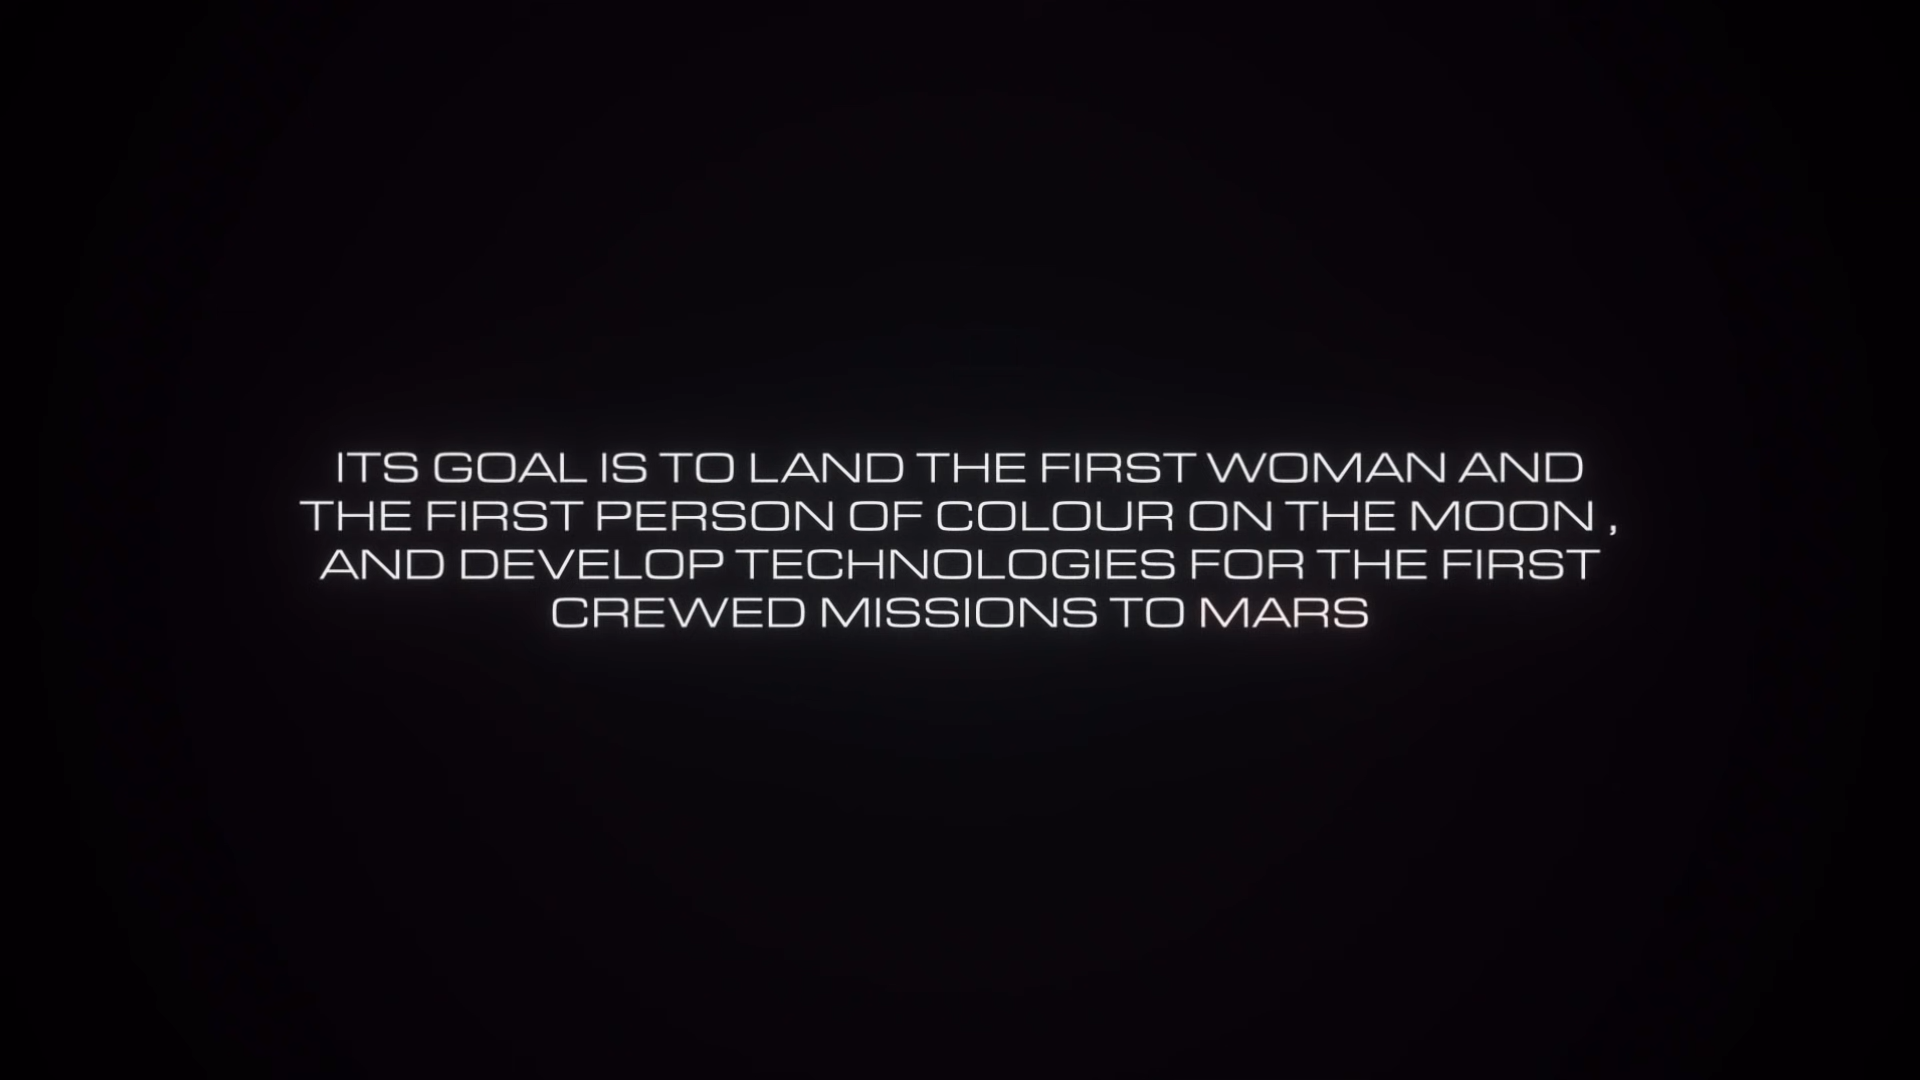 ITS GOAL IS TO LAND THE FIRST WOMAN AND
THE FIRST PERSON OF COLOUR ON THE MOON ,
AND DEVELOP TECHNOLOGIES FOR THE FIRST
CREWED MISSIONS TO MARS